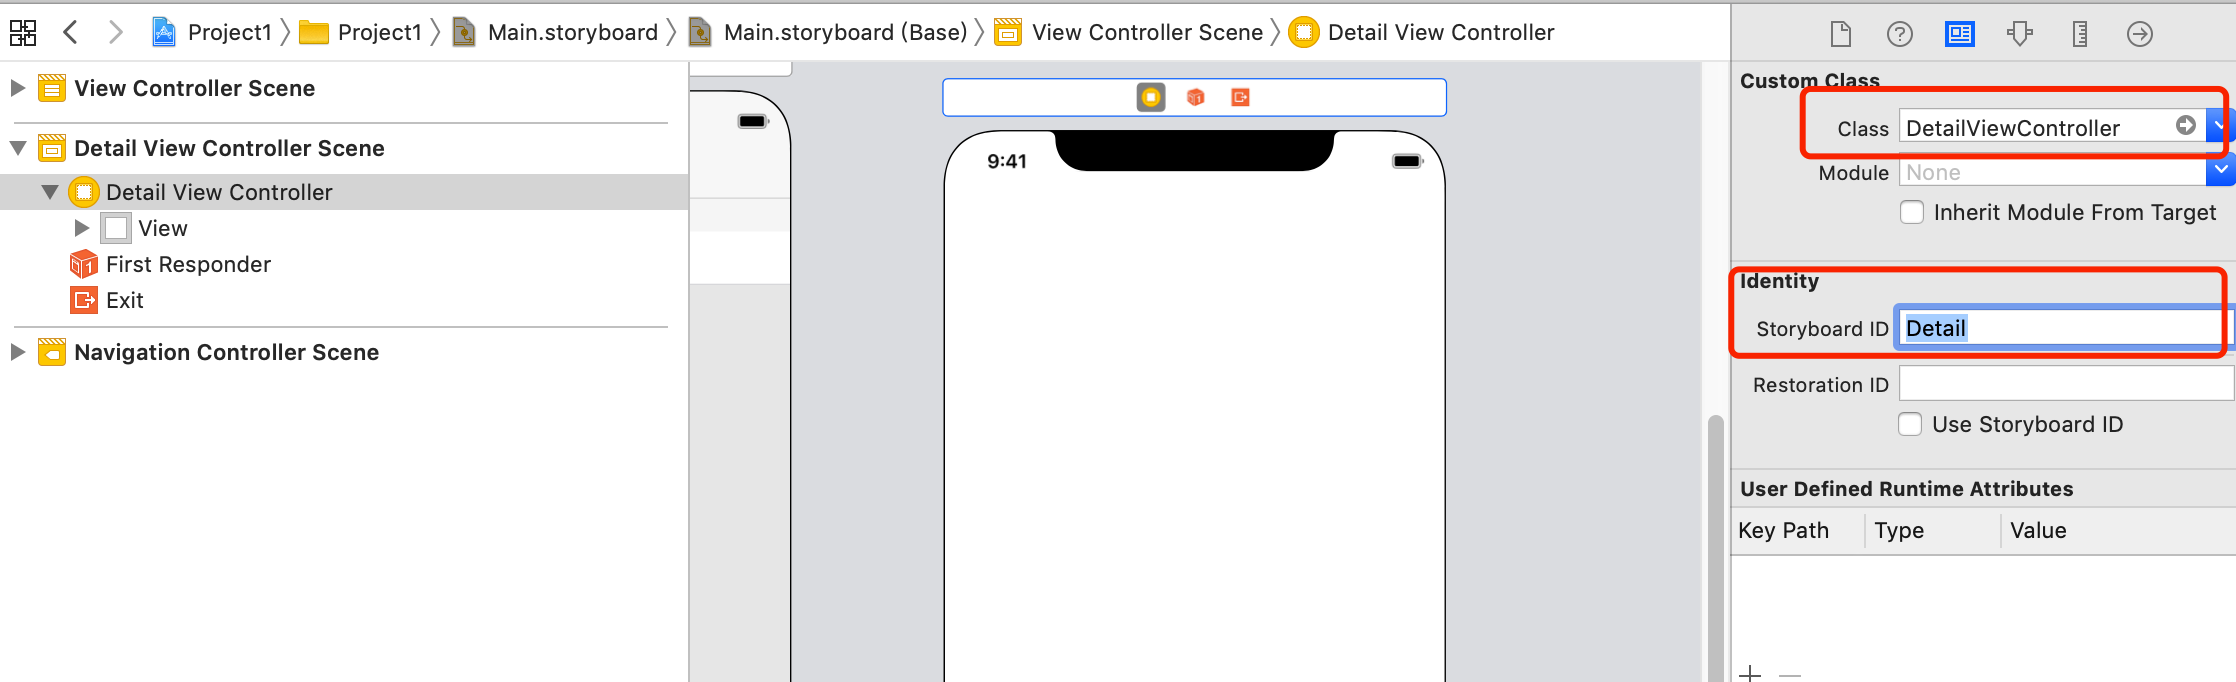 Project1 Project1 Main.storyboard Main.storyboard (Base) View Controller Scene Detail View Controller
View Controller Scene
Detail View Controller Scene
Detail View Controller
View
First Responder
Exit
Navigation Controller Scene
9:41
Custom Class
Class DetailViewController
Module None
Inherit Module From Target
Identity
Storyboard ID Detail
Restoration ID
Use Storyboard ID
User Defined Runtime Attributes
Key Path Type Value